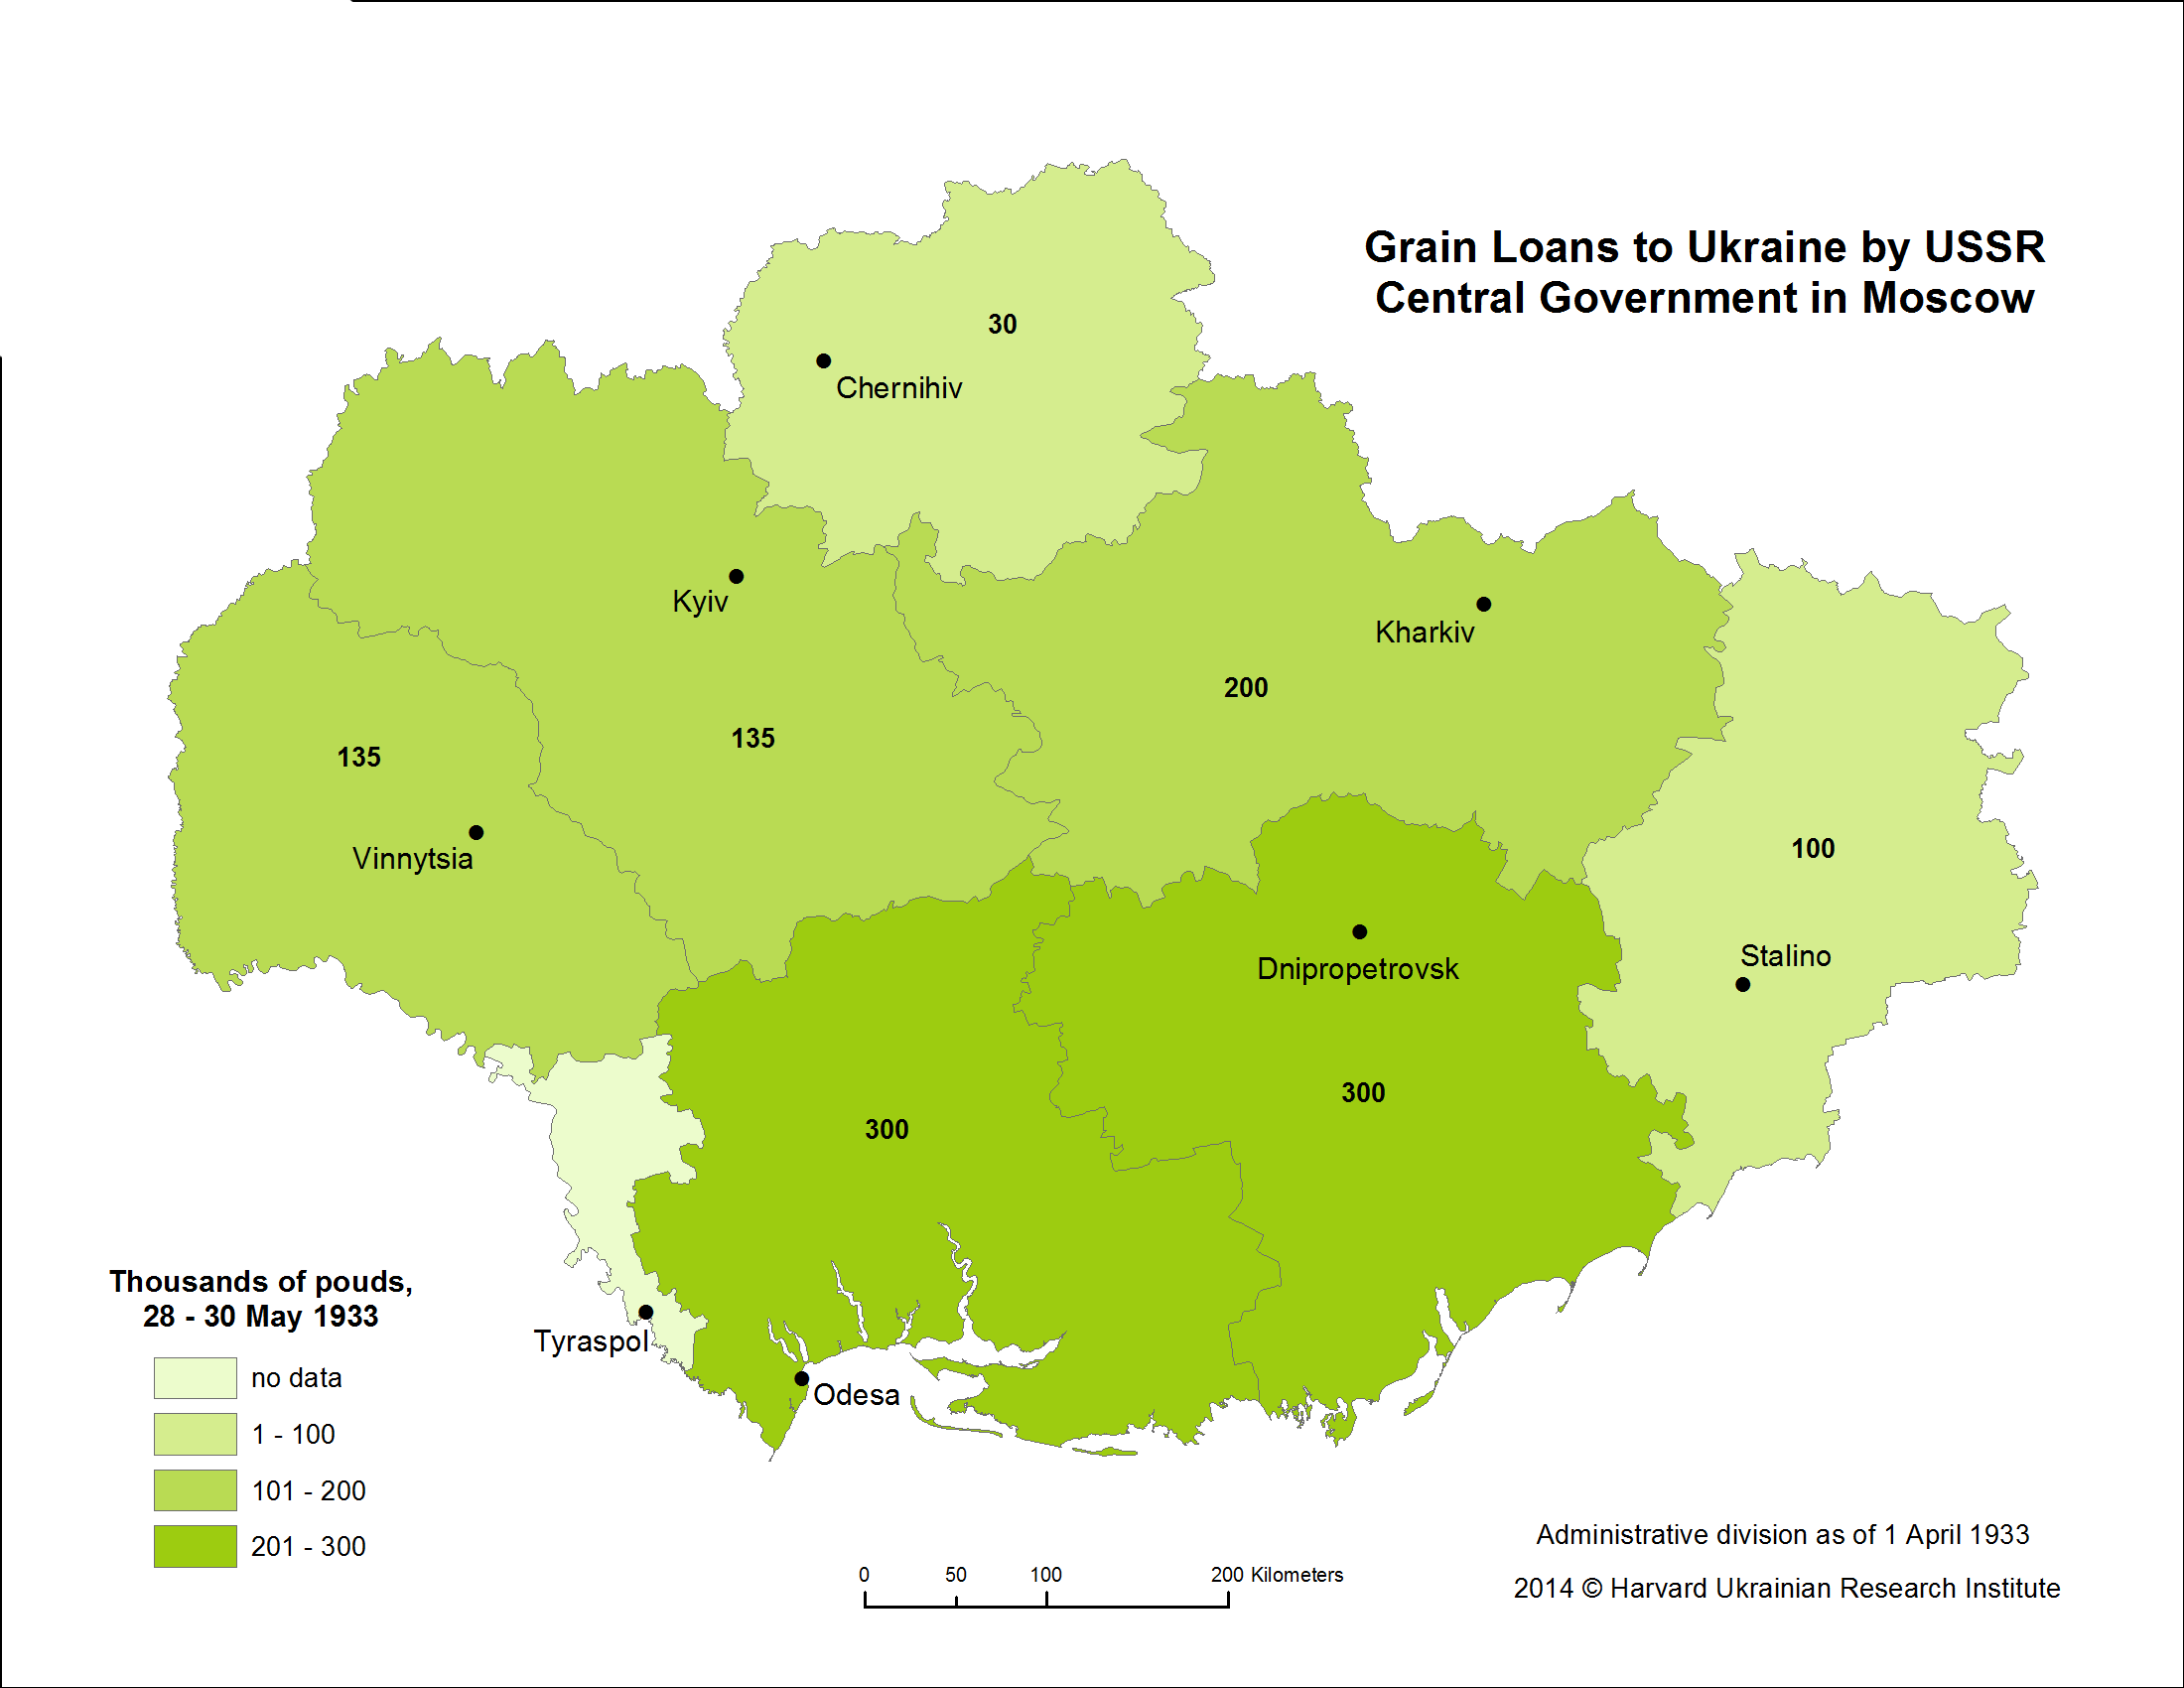 Grain Loans to Ukraine by USSR
Central Government in Moscow
30
Chernihiv
Kyiv
Kharkiv
200
135
135
Vinnytsia
100
Stalino
Dnipropetrovsk
300
300
Tyraspol
Odesa
Thousands of pouds,
28 - 30 May 1933
no data
1 - 100
101 - 200
201 - 300
0 50 100 200 Kilometers
Administrative division as of 1 April 1933
2014 © Harvard Ukrainian Research Institute